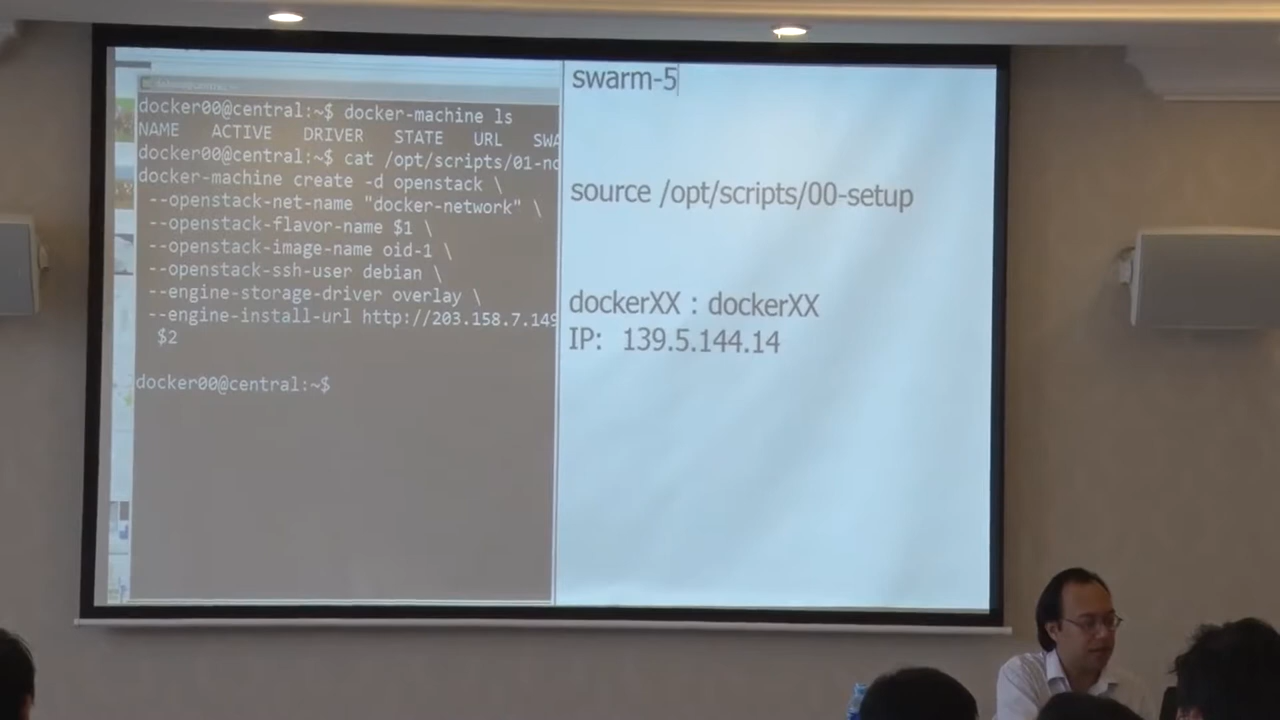 docker00@central:~$ docker-machine ls
NAME ACTIVE DRIVER STATE URL SWA
docker00@central:~$ cat /opt/scripts/01-no
docker-machine create -d openstack \
--openstack-net-name "docker-network" \
--openstack-flavor-name $1 \
--openstack-image-name oid-1 \
--openstack-ssh-user debian \
--engine-storage-driver overlay \
--engine-install-url http://203.158.7.149
$2
docker00@central:~$
swarm-5
source /opt/scripts/00-setup
dockerXX : dockerXX
IP: 139.5.144.14